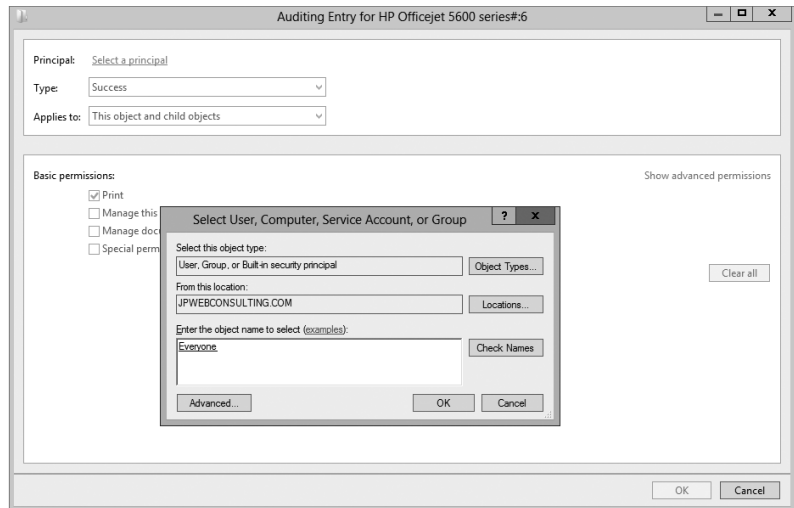 Auditing Entry for HP Officejet 5600 series#:6
Principal: Select a principal
Type: Success
Applies to: This object and child objects
Basic permissions:
Show advanced permissions
Print
Manage this
Manage doc
Special perm
Clear all
Select User, Computer, Service Account, or Group
?
x
Select this object type:
User, Group, or Built-in security principal
Object Types...
From this location:
JPWEBCONSULTING.COM
Locations...
Enter the object name to select (examples):
Everyone
Check Names
Advanced...
OK
Cancel
OK
Cancel